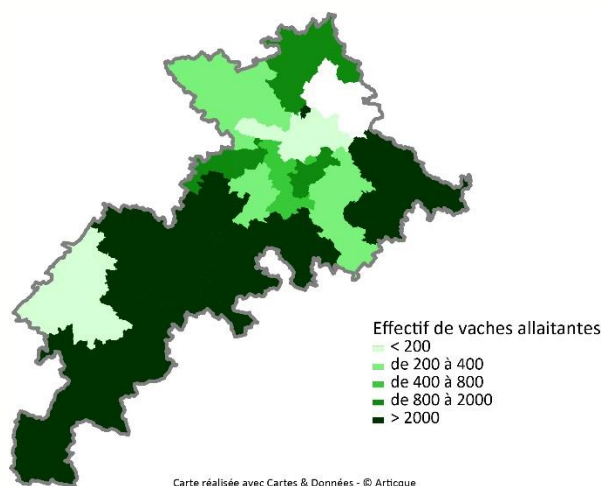 Effectif de vaches allaitantes
< 200
de 200 à 400
de 400 à 800
de 800 à 2000
> 2000
Carte réalisée avec Cartes & Données - © Articque